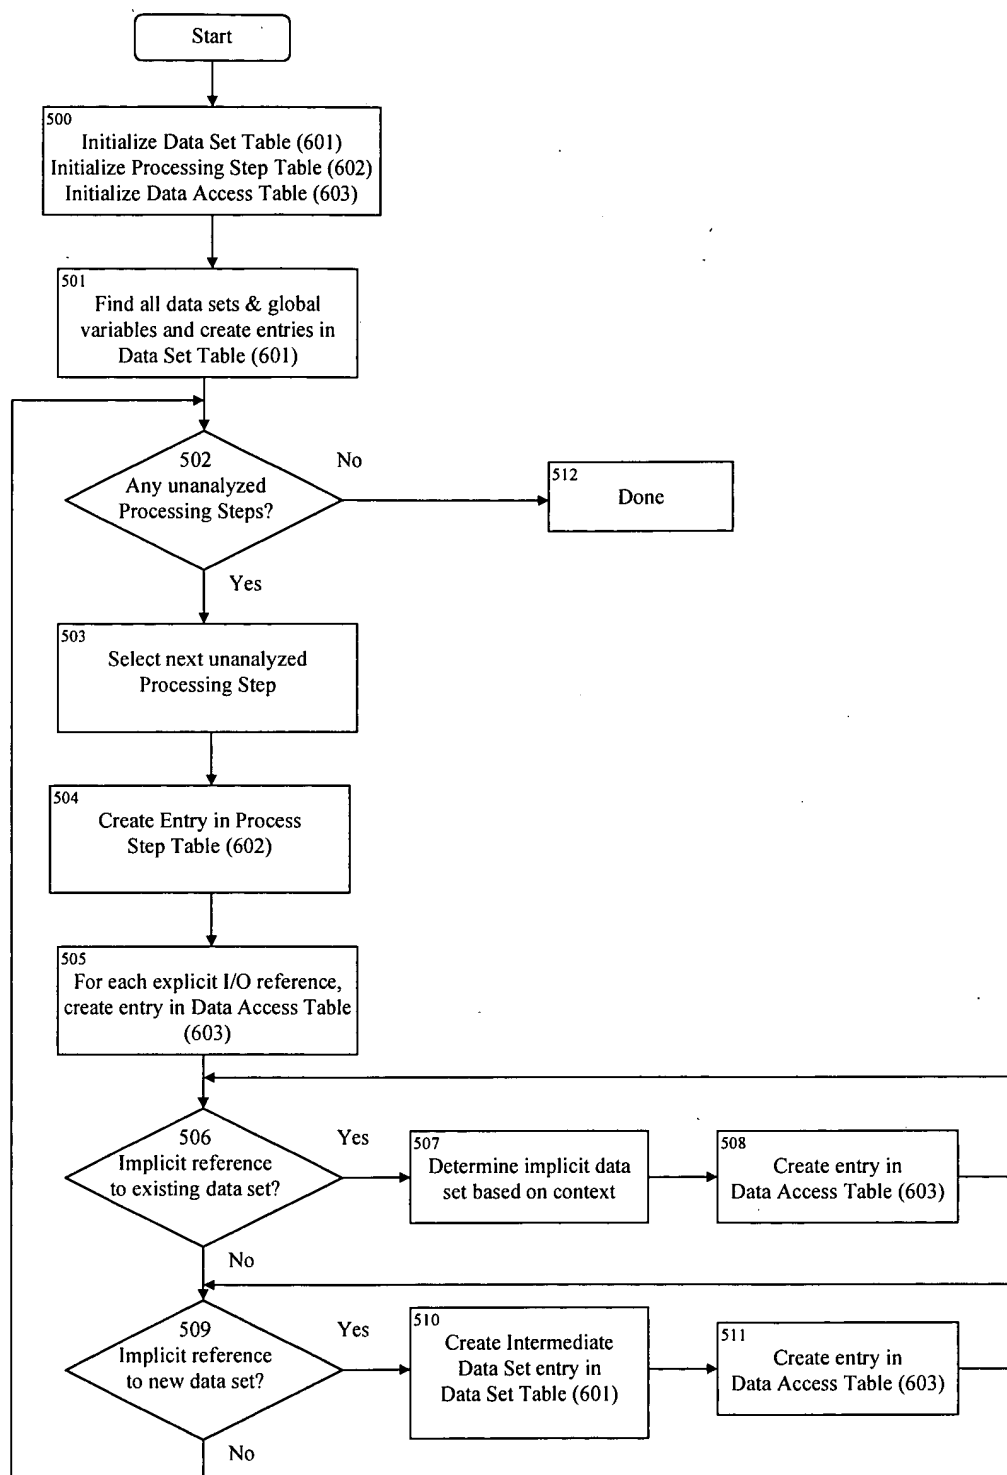 Start
500
Initialize Data Set Table (601)
Initialize Processing Step Table (602)
Initialize Data Access Table (603)
501
Find all data sets & global
variables and create entries in
Data Set Table (601)
502
Any unanalyzed
Processing Steps?
No
512
Done
Yes
503
Select next unanalyzed
Processing Step
504
Create Entry in Process
Step Table (602)
505
For each explicit I/O reference,
create entry in Data Access Table
(603)
506
Implicit reference
to existing data set?
Yes
507
Determine implicit data
set based on context
508
Create entry in
Data Access Table (603)
No
509
Implicit reference
to new data set?
Yes
510
Create Intermediate
Data Set entry in
Data Set Table (601)
511
Create entry in
Data Access Table (603)
No